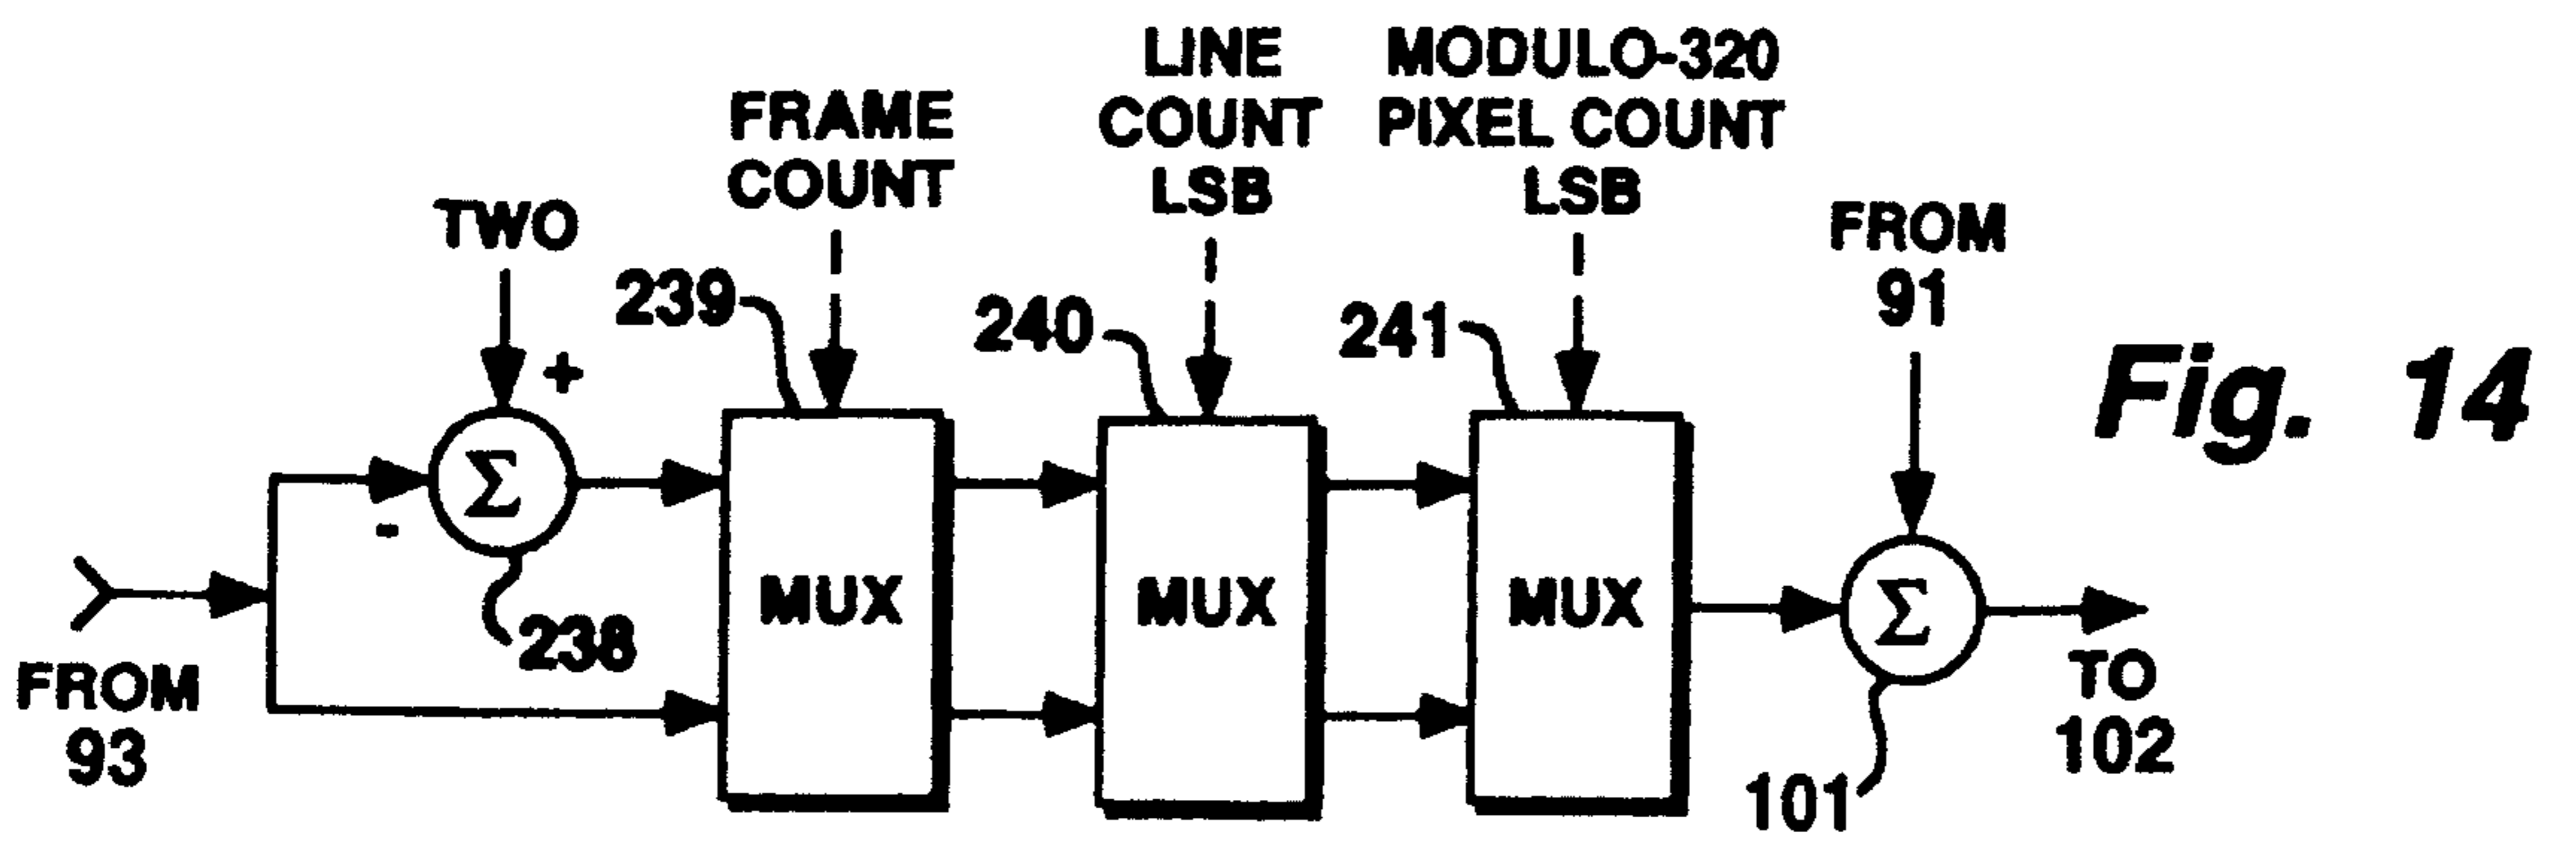 LINE
COUNT
LSB
MODULO-320
PIXEL COUNT
LSB
FRAME
COUNT
TWO
FROM
91
239
240
241
Fig. 14
+
Σ
-
238
MUX
MUX
MUX
Σ
FROM
93
TO
102
101